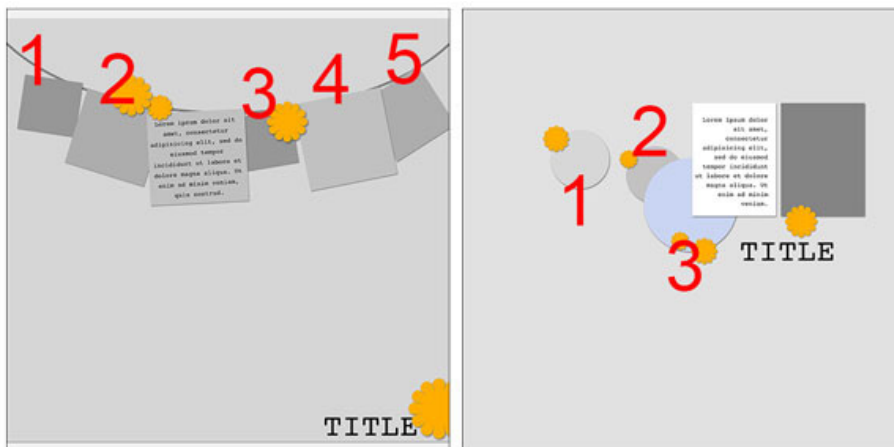 1
2
3
4
5
Lorem ipsum dolor sit
amet, consectetur
adipisicing elit, sed do
eiusmod tempor
incididunt ut labore et
dolore magna aliqua. Ut
enim ad minim veniam,
quis nostrud.
TITLE
1
2
3
Lorem ipsum dolor
sit amet,
consectetur
adipisicing elit,
sed do eiusmod
tempor incididunt
ut labore et dolore
magna aliqua. Ut
enim ad minim
veniam.
TITLE